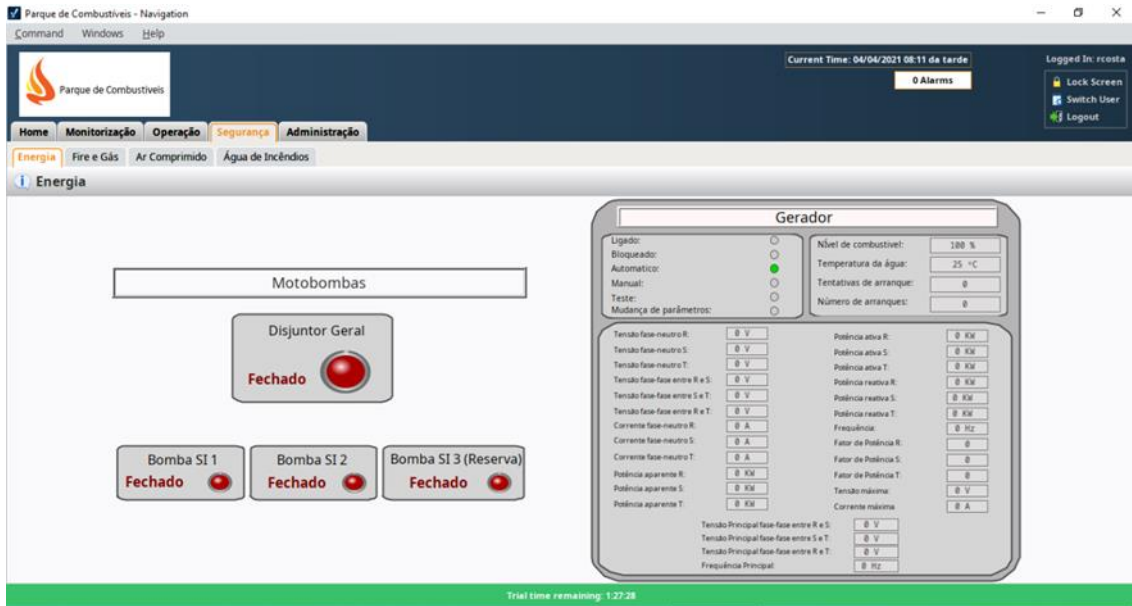 Parque de Combustíveis - Navigation
Command Windows Help
Parque de Combustiveis
Current Time: 04/04/2021 08:11 da tarde
0 Alarms
Logged In: rcosta
Lock Screen
Switch User
Logout
Home Monitorização Operação Segurança Administração
Energia Fire e Gás Ar Comprimido Água de Incêndios
Energia
Motobombas
Disjuntor Geral
Fechado
Bomba SI 1
Fechado
Bomba SI 2
Fechado
Bomba SI 3 (Reserva)
Fechado
Gerador
Ligado:
Bloqueado:
Automatico:
Manual:
Teste:
Mudança de parâmetros:
Nível de combustivel: 100 %
Temperatura da água: 25 ºC
Tentativas de arranque: 0
Número de arranques: 0
Tensão fase-neutro R: 0 V
Tensão fase-neutro S: 0 V
Tensão fase-neutro T: 0 V
Tensão fase-fase entre R e S: 0 V
Tensão fase-fase entre S e T: 0 V
Tensão fase-fase entre R e T: 0 V
Corrente fase-neutro R: 0 A
Corrente fase-neutro S: 0 A
Corrente fase-neutro T: 0 A
Potência aparente R: 0 KW
Potência aparente S: 0 KW
Potência aparente T: 0 KW
Potência ativa R: 0 KW
Potência ativa S: 0 KW
Potência ativa T: 0 KW
Potência reativa R: 0 KW
Potência reativa S: 0 KW
Potência reativa T: 0 KW
Frequência: 0 Hz
Fator de Potência R: 0
Fator de Potência S: 0
Fator de Potência T: 0
Tensão máxima: 0 V
Corrente máxima 0 A
Tensão Principal fase-fase entre R e S: 0 V
Tensão Principal fase-fase entre S e T: 0 V
Tensão Principal fase-fase entre R e T: 0 V
Frequência Principal: 0 Hz
Trial time remaining: 1:27:28